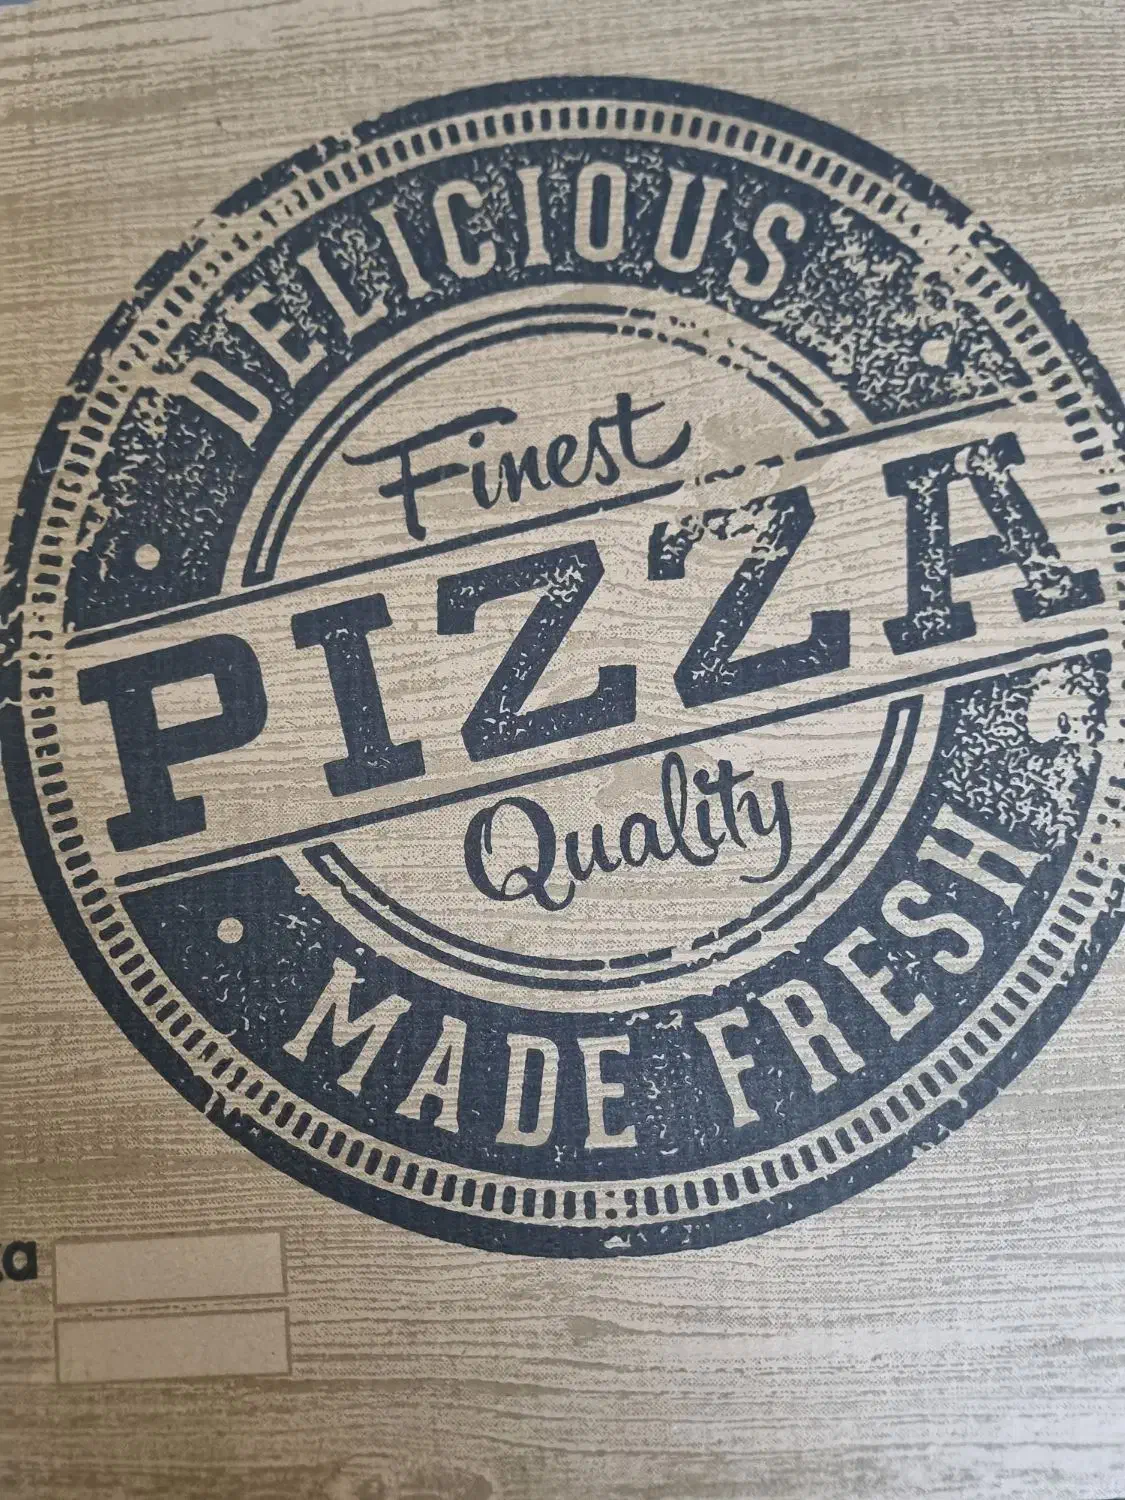 DELICIOUS
Finest
PIZZA
Quality
MADE FRESH